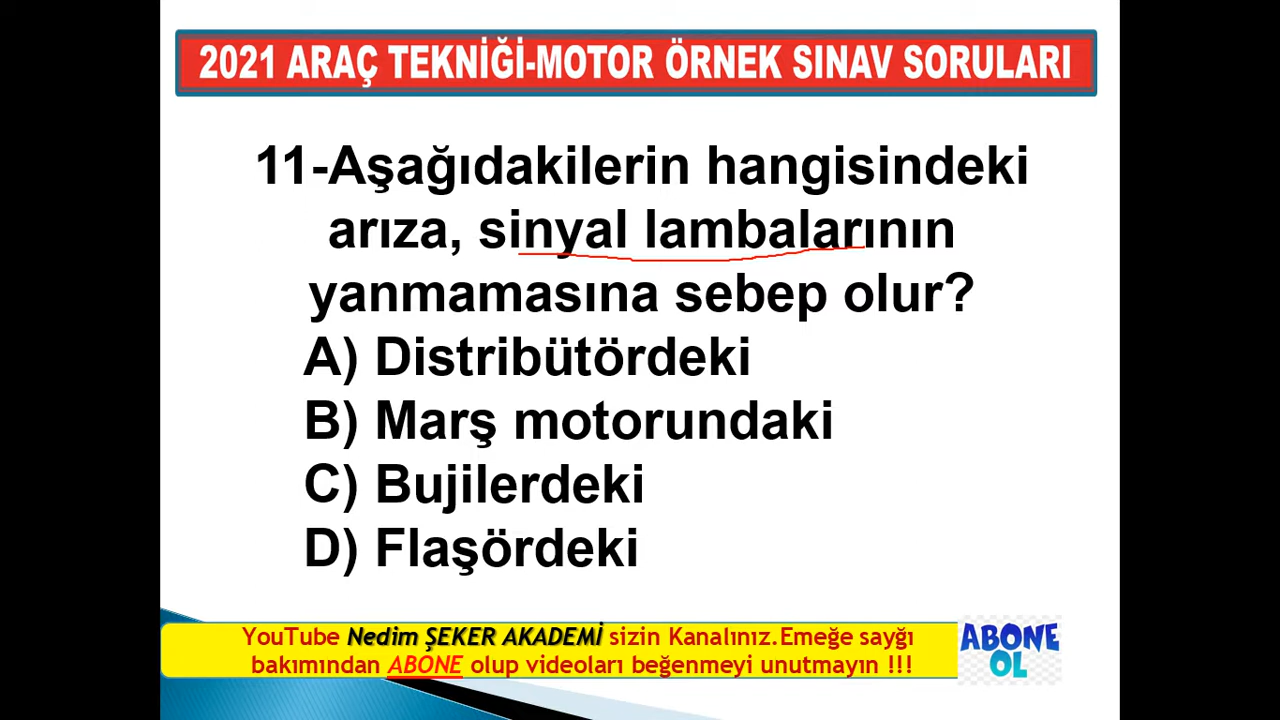 2021 ARAÇ TEKNİĞİ-MOTOR ÖRNEK SINAV SORULARI
11-Aşağıdakilerin hangisindeki
arıza, sinyal lambalarının
yanmamasına sebep olur?
A) Distribütördeki
B) Marş motorundaki
C) Bujilerdeki
D) Flaşördeki
YouTube Nedim ŞEKER AKADEMİ sizin Kanalınız.Emeğe saygı
bakımından ABONE olup videoları beğenmeyi unutmayın !!!
ABONE
OL